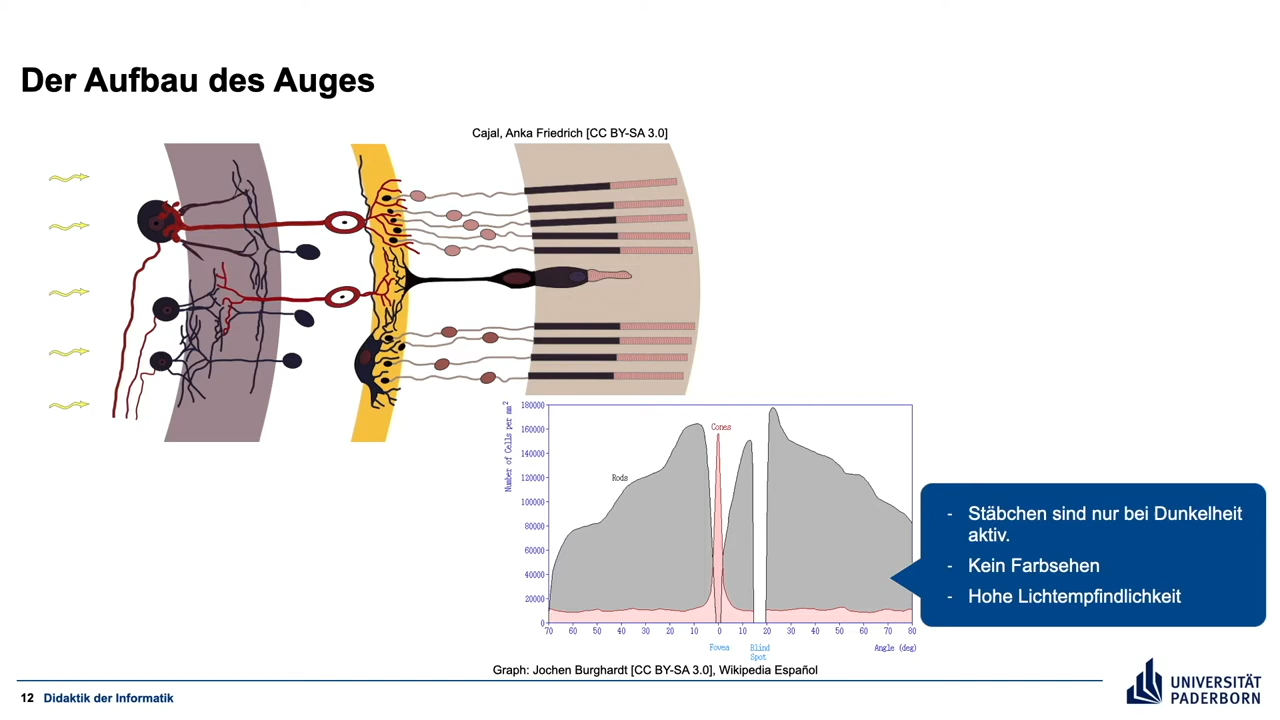 Der Aufbau des Auges
Cajal, Anka Friedrich [CC BY-SA 3.0]
Number of Cells per mm²
180000
160000
140000
120000
100000
80000
60000
40000
20000
0
Rods
Cones
70 60 50 40 30 20 10 0 10 20 30 40 50 60 70 80
Fovea
Blind
Spot
Angle (deg)
- Stäbchen sind nur bei Dunkelheit
aktiv.
- Kein Farbsehen
- Hohe Lichtempfindlichkeit
Graph: Jochen Burghardt [CC BY-SA 3.0], Wikipedia Español
12 Didaktik der Informatik
UNIVERSITÄT
PADERBORN